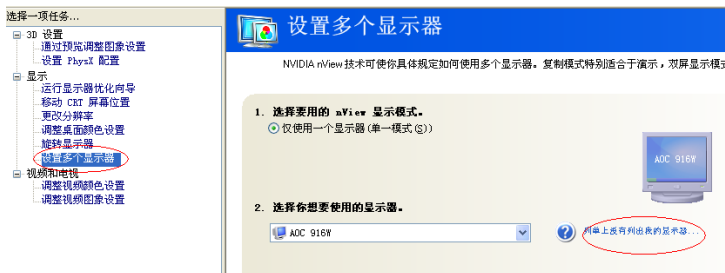 选择一项任务...
3D 设置
通过预览调整图象设置
设置 PhysX 配置
显示
运行显示器优化向导
移动 CRT 屏幕位置
更改分辨率
调整桌面颜色设置
旋转显示器
设置多个显示器
视频和电视
调整视频颜色设置
调整视频图象设置
设置多个显示器
NVIDIA nView 技术可使你具体规定如何使用多个显示器。复制模式特别适合于演示，双屏显示模式
1. 选择要用的 nView 显示模式。
仅使用一个显示器(单一模式(S))
AOC 916W
2. 选择你想要使用的显示器。
AOC 916W
列单上没有列出我的显示器...